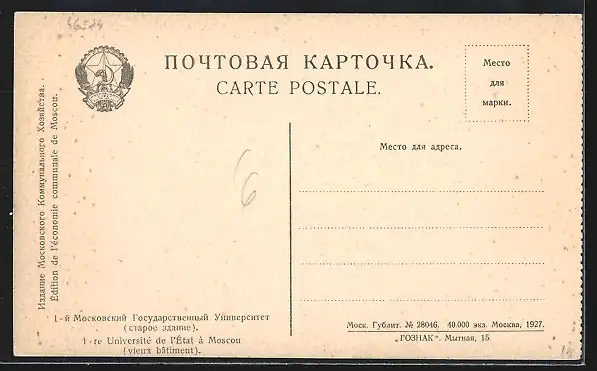 ПОЧТОВАЯ КАРТОЧКА.
CARTE POSTALE.
Место
для
марки.
Место для адреса.
Издание Московского Коммунального Хозяйства.
Édition de l'économie communale de Moscou.
6
1-й Московский Государственный Университет
(старое здание).
1-re Université de l'État à Moscou
(vieux bâtiment).
Моск. Гублит. № 28046. 40.000 экз. Москва, 1927.
„ГОЗНАК". Мытная, 15.